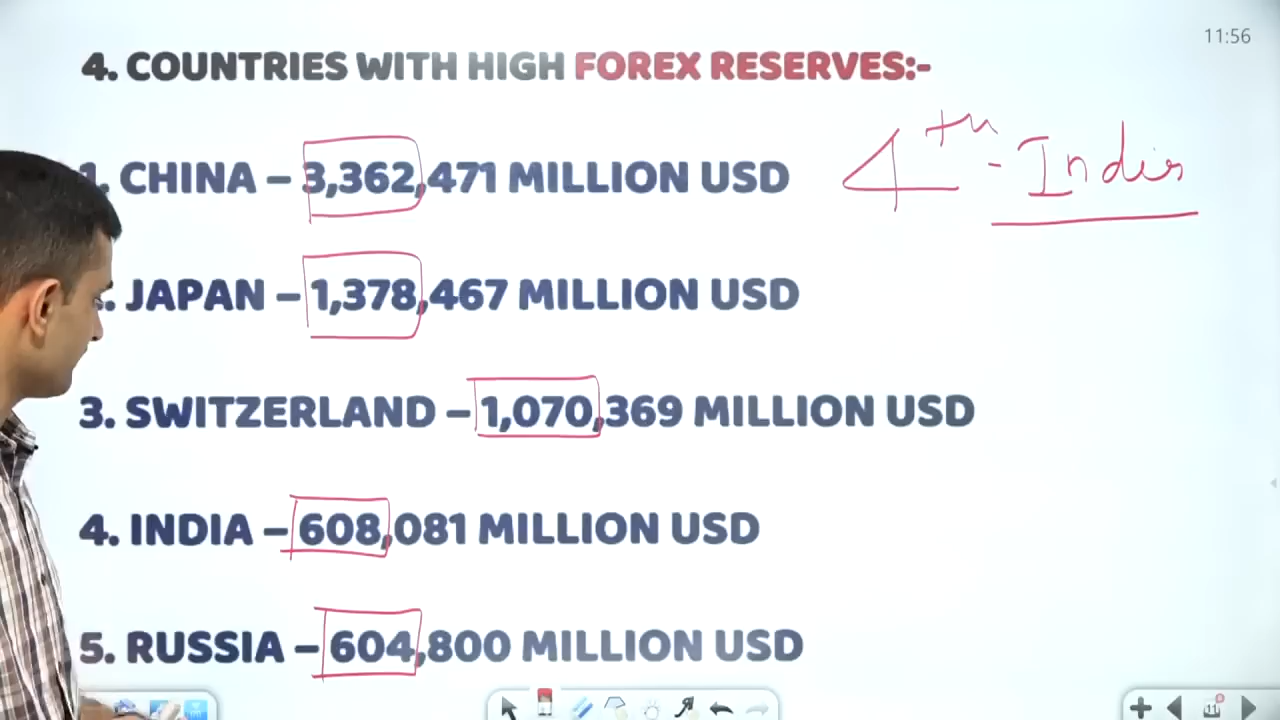 11:56
4. COUNTRIES WITH HIGH FOREX RESERVES:-
4th - India
1. CHINA – 3,362,471 MILLION USD
. JAPAN – 1,378,467 MILLION USD
3. SWITZERLAND – 1,070,369 MILLION USD
4. INDIA – 608,081 MILLION USD
5. RUSSIA – 604,800 MILLION USD
11